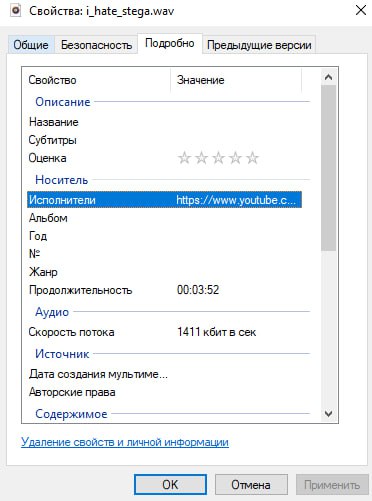 Свойства: i_hate_stega.wav
Общие Безопасность Подробно Предыдущие версии
Свойство Значение
Описание
Название
Субтитры
Оценка
Носитель
Исполнители https://www.youtube.c...
Альбом
Год
№
Жанр
Продолжительность 00:03:52
Аудио
Скорость потока 1411 кбит в сек
Источник
Дата создания мультиме...
Авторские права
Содержимое
Удаление свойств и личной информации
OK Отмена Применить